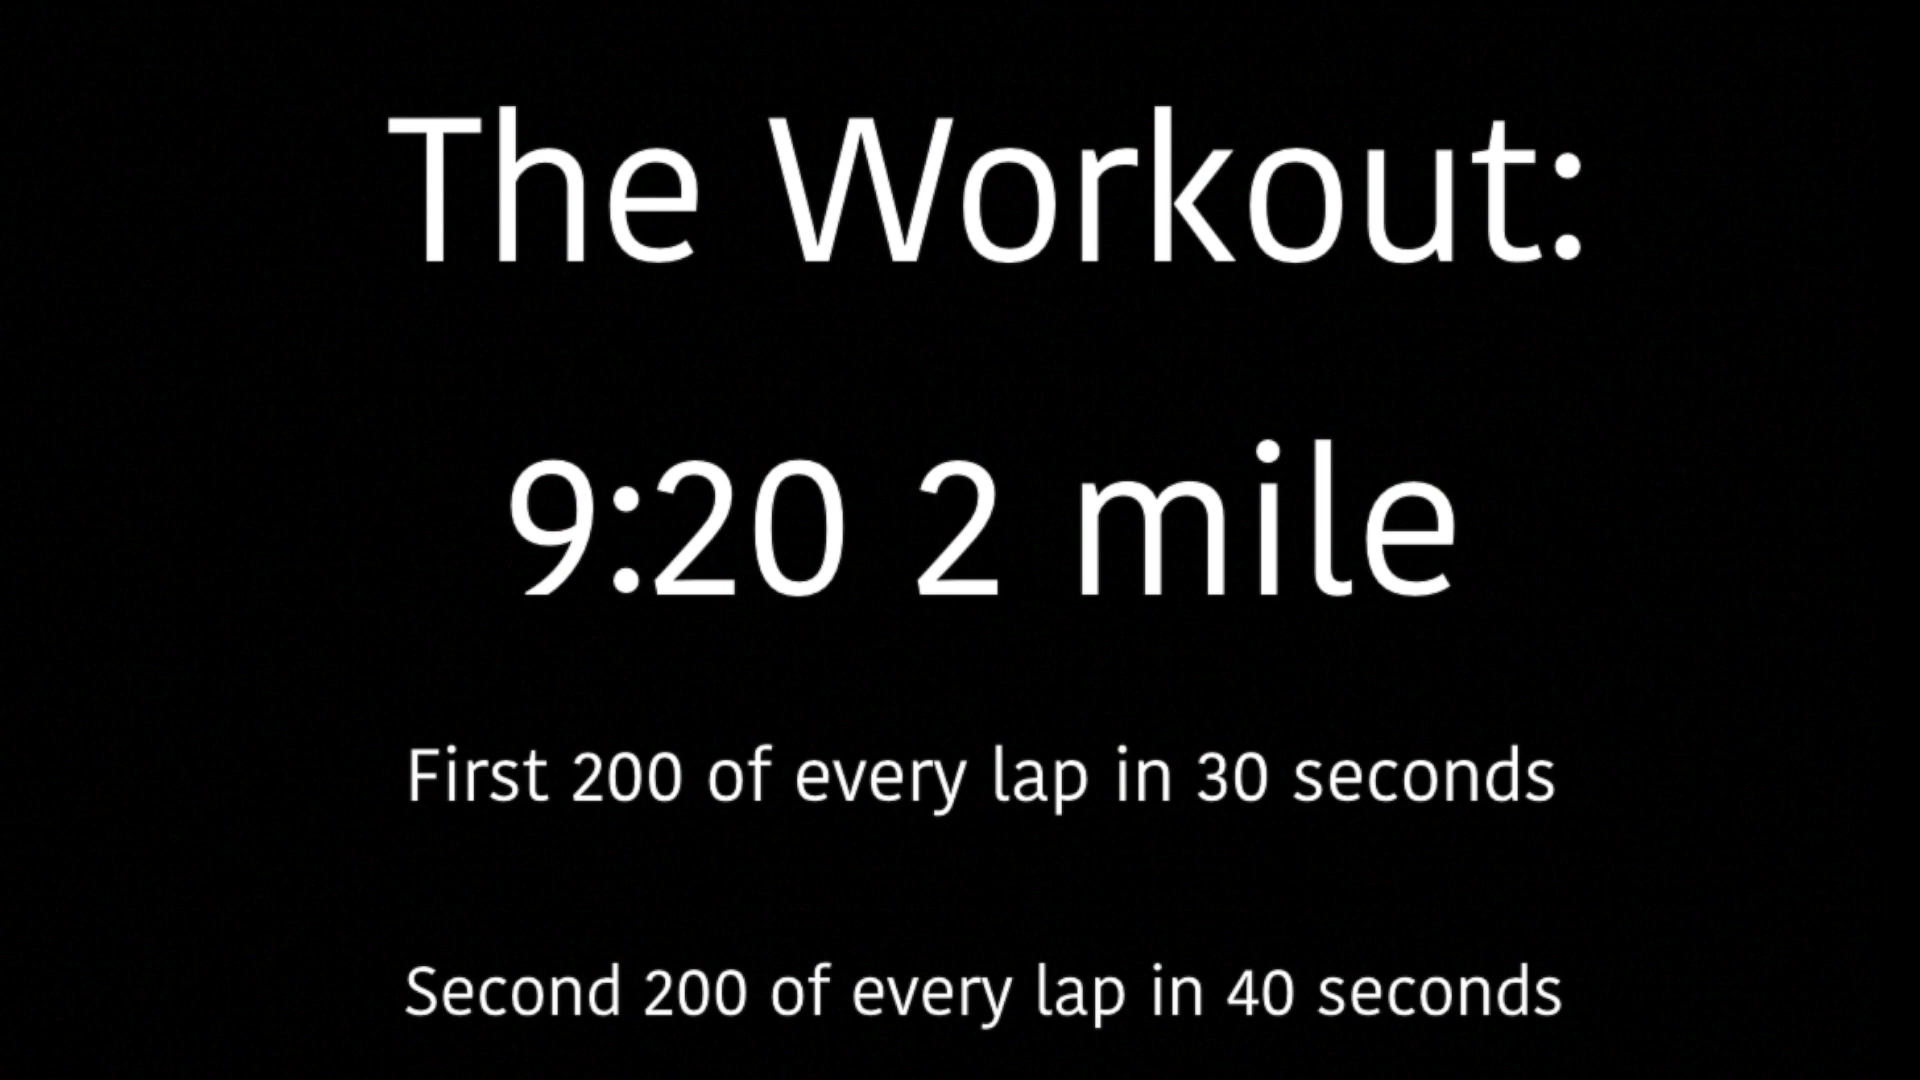 The Workout:
9:20 2 mile
First 200 of every lap in 30 seconds
Second 200 of every lap in 40 seconds